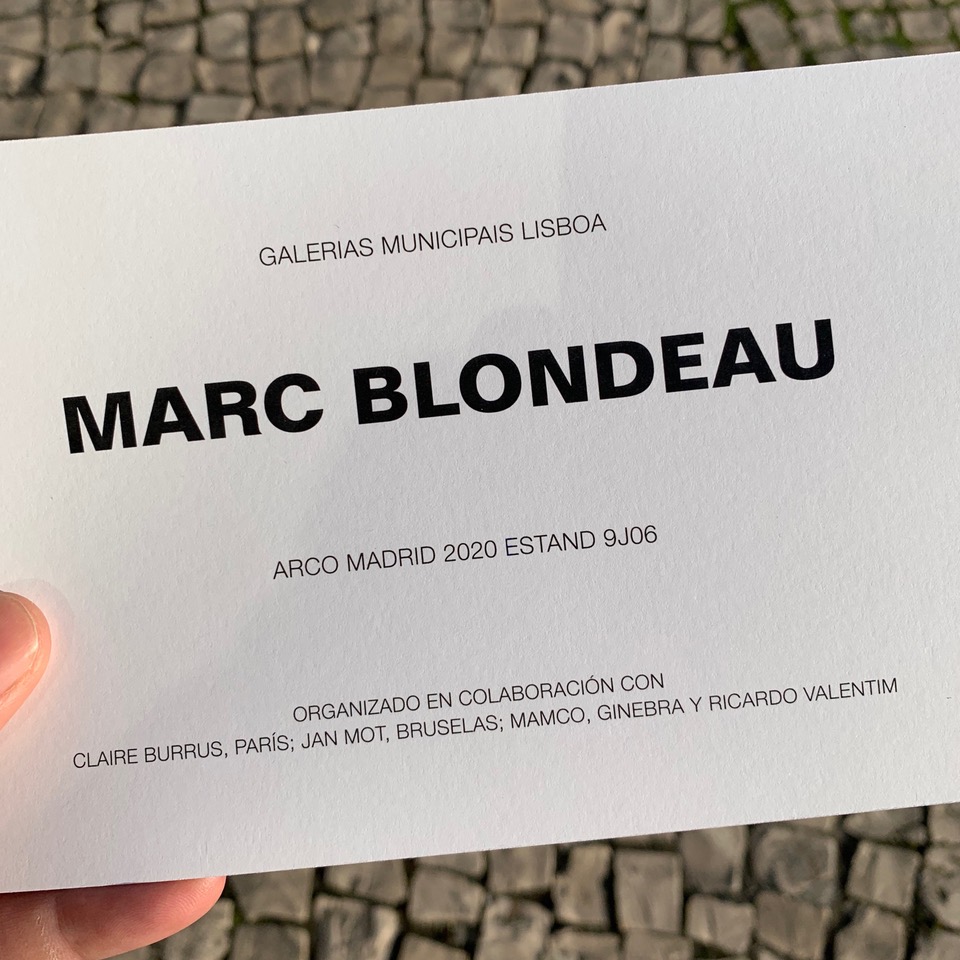 GALERIAS MUNICIPAIS LISBOA
MARC BLONDEAU
ARCO MADRID 2020 ESTAND 9J06
ORGANIZADO EN COLABORACIÓN CON
CLAIRE BURRUS, PARÍS; JAN MOT, BRUSELAS; MAMCO, GINEBRA Y RICARDO VALENTIM